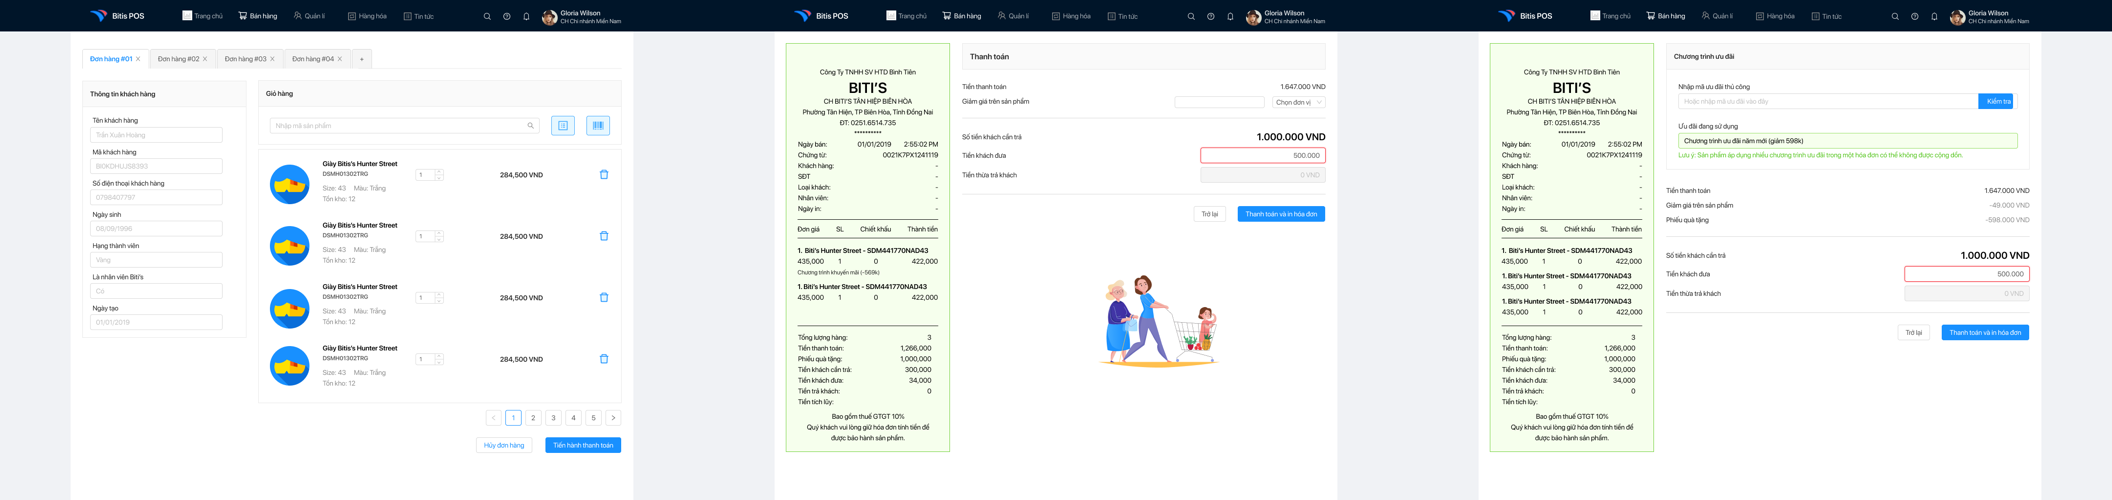 Bitis POS
Trang chủ
Bán hàng
Quản lí
Hàng hóa
Tin tức
Gloria Wilson
CH Chi nhánh Miền Nam
Đơn hàng #01
Đơn hàng #02
Đơn hàng #03
Đơn hàng #04
+
Thông tin khách hàng
Tên khách hàng
Trần Xuân Hoàng
Mã khách hàng
BI0KDHUJS8393
Số điện thoại khách hàng
0798407797
Ngày sinh
08/09/1996
Hạng thành viên
Vàng
Là nhân viên Biti's
Có
Ngày tạo
01/01/2019
Giỏ hàng
Nhập mã sản phẩm
Giày Bitis's Hunter Street
DSMH01302TRG
Size: 43 Màu: Trắng
Tồn kho: 12
1
284,500 VND
Giày Bitis's Hunter Street
DSMH01302TRG
Size: 43 Màu: Trắng
Tồn kho: 12
1
284,500 VND
Giày Bitis's Hunter Street
DSMH01302TRG
Size: 43 Màu: Trắng
Tồn kho: 12
1
284,500 VND
Giày Bitis's Hunter Street
DSMH01302TRG
Size: 43 Màu: Trắng
Tồn kho: 12
1
284,500 VND
1 2 3 4 5
Hủy đơn hàng
Tiến hành thanh toán
Bitis POS
Trang chủ
Bán hàng
Quản lí
Hàng hóa
Tin tức
Gloria Wilson
CH Chi nhánh Miền Nam
Công Ty TNHH SV HTD Bình Tiên
BITI'S
CH BITI'S TÂN HIỆP BIÊN HÒA
Phường Tân Hiệp, TP Biên Hòa, Tỉnh Đồng Nai
ĐT: 0251.6514.735
**********
Ngày bán: 01/01/2019 2:55:02 PM
Chứng từ: 0021K7PX1241119
Khách hàng: -
SĐT -
Loại khách: -
Nhân viên: -
Ngày in: -
Đơn giá SL Chiết khấu Thành tiền
1. Biti's Hunter Street - SDM441770NAD43
435,000 1 0 422,000
Chương trình khuyến mãi (-569k)
1. Biti's Hunter Street - SDM441770NAD43
435,000 1 0 422,000
Tổng lượng hàng: 3
Tiền thanh toán: 1,266,000
Phiếu quà tặng: 1,000,000
Tiền khách cần trả: 300,000
Tiền khách đưa: 34,000
Tiền trả khách: 0
Tiền tích lũy:
Bao gồm thuế GTGT 10%
Quý khách vui lòng giữ hóa đơn tính tiền để
được bảo hành sản phẩm.
Thanh toán
Tiền thanh toán 1.647.000 VND
Giảm giá trên sản phẩm Chọn đơn vị
Số tiền khách cần trả 1.000.000 VND
Tiền khách đưa 500.000
Tiền thừa trả khách 0 VND
Trở lại
Thanh toán và in hóa đơn
Bitis POS
Trang chủ
Bán hàng
Quản lí
Hàng hóa
Tin tức
Gloria Wilson
CH Chi nhánh Miền Nam
Công Ty TNHH SV HTD Bình Tiên
BITI'S
CH BITI'S TÂN HIỆP BIÊN HÒA
Phường Tân Hiệp, TP Biên Hòa, Tỉnh Đồng Nai
ĐT: 0251.6514.735
**********
Ngày bán: 01/01/2019 2:55:02 PM
Chứng từ: 0021K7PX1241119
Khách hàng: -
SĐT -
Loại khách: -
Nhân viên: -
Ngày in: -
Đơn giá SL Chiết khấu Thành tiền
1. Biti's Hunter Street - SDM441770NAD43
435,000 1 0 422,000
1. Biti's Hunter Street - SDM441770NAD43
435,000 1 0 422,000
1. Biti's Hunter Street - SDM441770NAD43
435,000 1 0 422,000
Tổng lượng hàng: 3
Tiền thanh toán: 1,266,000
Phiếu quà tặng: 1,000,000
Tiền khách cần trả: 300,000
Tiền khách đưa: 34,000
Tiền trả khách: 0
Tiền tích lũy:
Bao gồm thuế GTGT 10%
Quý khách vui lòng giữ hóa đơn tính tiền để
được bảo hành sản phẩm.
Chương trình ưu đãi
Nhập mã ưu đãi thủ công
Hoặc nhập mã ưu đãi vào đây
Kiểm tra
Ưu đãi đang sử dụng
Chương trình ưu đãi năm mới (giảm 598k)
Lưu ý: Sản phẩm áp dụng nhiều chương trình ưu đãi trong một hóa đơn có thể không được cộng dồn.
Tiền thanh toán 1.647.000 VND
Giảm giá trên sản phẩm -49.000 VND
Phiếu quà tặng -598.000 VND
Số tiền khách cần trả 1.000.000 VND
Tiền khách đưa 500.000
Tiền thừa trả khách 0 VND
Trở lại
Thanh toán và in hóa đơn